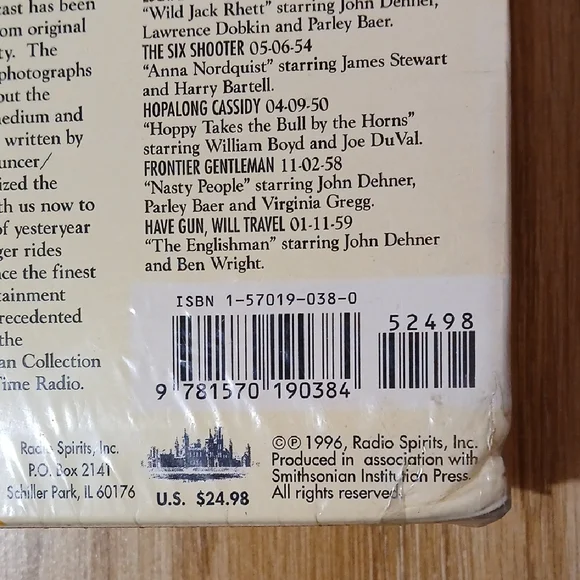 cast has been
om original
ty. The
photographs
out the
medium and
written by
uncer/
ized the
th us now to
of yesteryear
ger rides
ce the finest
tainment
recedented
the
an Collection
Time Radio.
"Wild Jack Rhett" starring John Dehner,
Lawrence Dobkin and Parley Baer.
THE SIX SHOOTER 05-06-54
"Anna Nordquist" starring James Stewart
and Harry Bartell.
HOPALONG CASSIDY 04-09-50
"Hoppy Takes the Bull by the Horns"
starring William Boyd and Joe DuVal.
FRONTIER GENTLEMAN 11-02-58
"Nasty People" starring John Dehner,
Parley Baer and Virginia Gregg.
HAVE GUN, WILL TRAVEL 01-11-59
"The Englishman" starring John Dehner
and Ben Wright.
ISBN 1-57019-038-0
52498
9 781570 190384
Radio Spirits, Inc.
P.O. Box 2141
Schiller Park, IL 60176
U.S. $24.98
©℗ 1996, Radio Spirits, Inc.
Produced in association with
Smithsonian Institution Press.
All rights reserved.